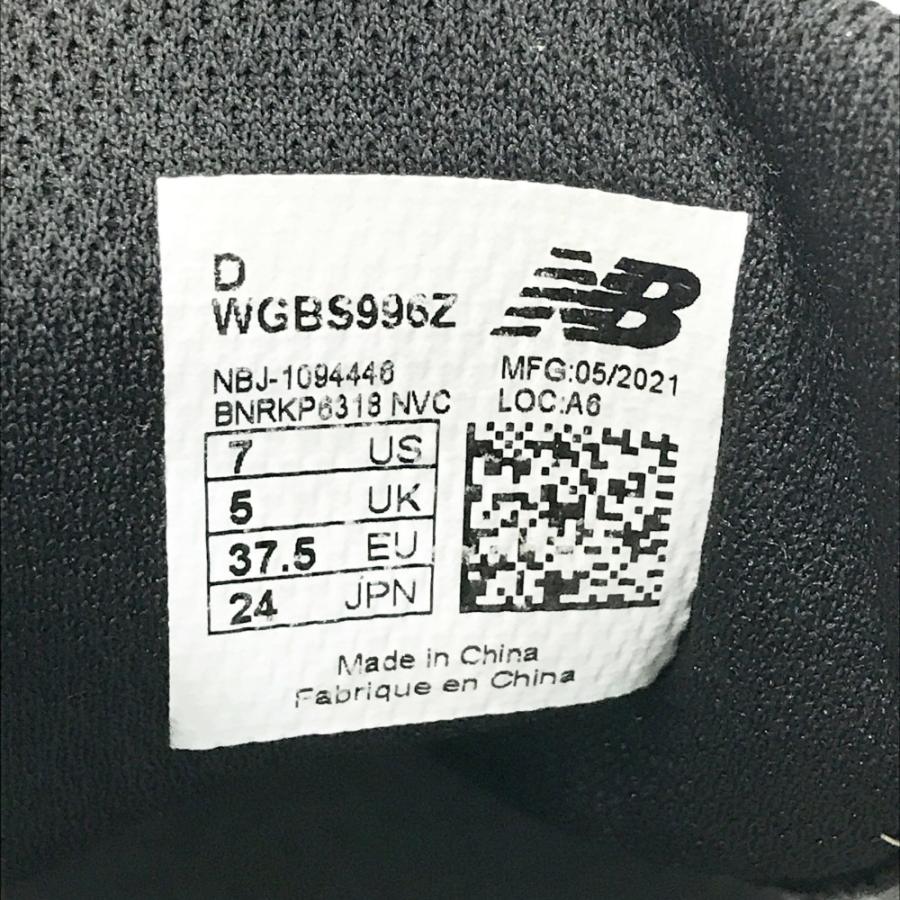 D
WGBS996Z
NB
NBJ-1094446
BNRKP6318 NVC
MFG:05/2021
LOC:A6
7 US
5 UK
37.5 EU
24 JPN
Made in China
Fabrique en China